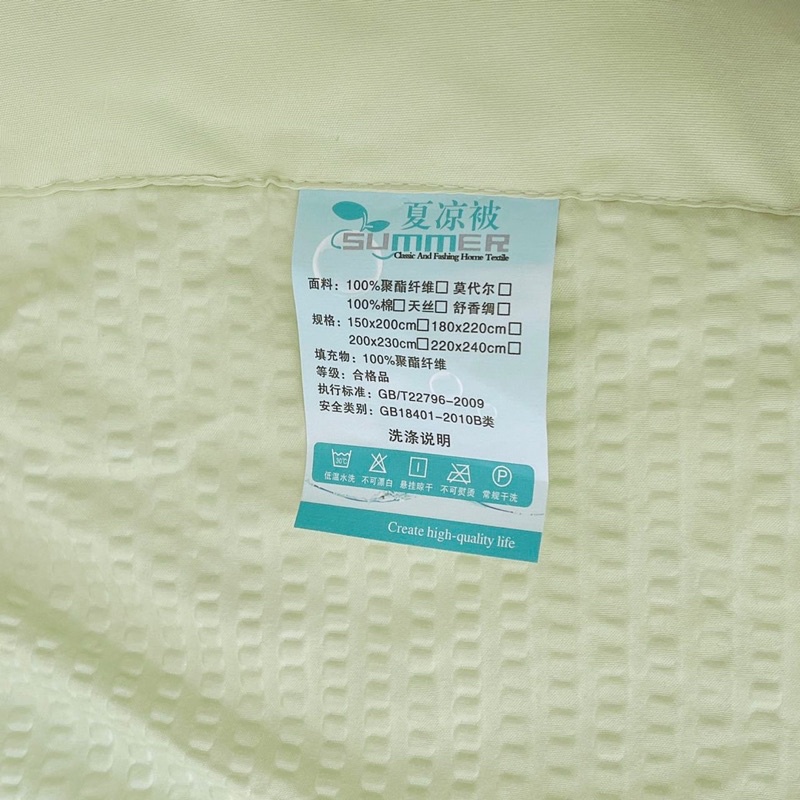 夏凉被
SUMMER
Classic And Fashing Home Textile
面料：100%聚酯纤维□ 莫代尔□
100%棉□ 天丝□ 舒香绸□
规格：150x200cm□180x220cm□
200x230cm□220x240cm□
填充物：100%聚酯纤维
等级：合格品
执行标准：GB/T22796-2009
安全类别：GB18401-2010B类
洗涤说明
30℃ P
低温水洗 不可漂白 悬挂晾干 不可熨烫 常规干洗
Create high-quality life